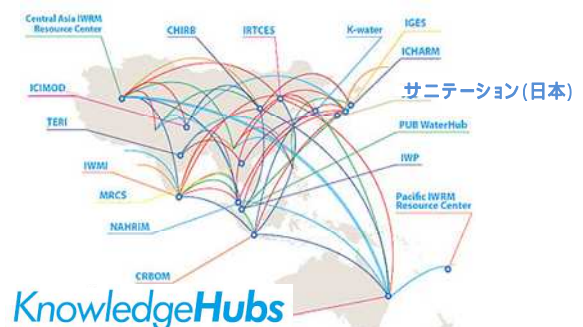 Central Asia IWRM
Resource Center
CHIRB
IRTCES
K-water
IGES
ICHARM
サニテーション(日本)
ICIMOD
TERI
PUB WaterHub
IWP
IWMI
MRCS
Pacific IWRM
Resource Center
NAHRIM
CRBOM
KnowledgeHubs